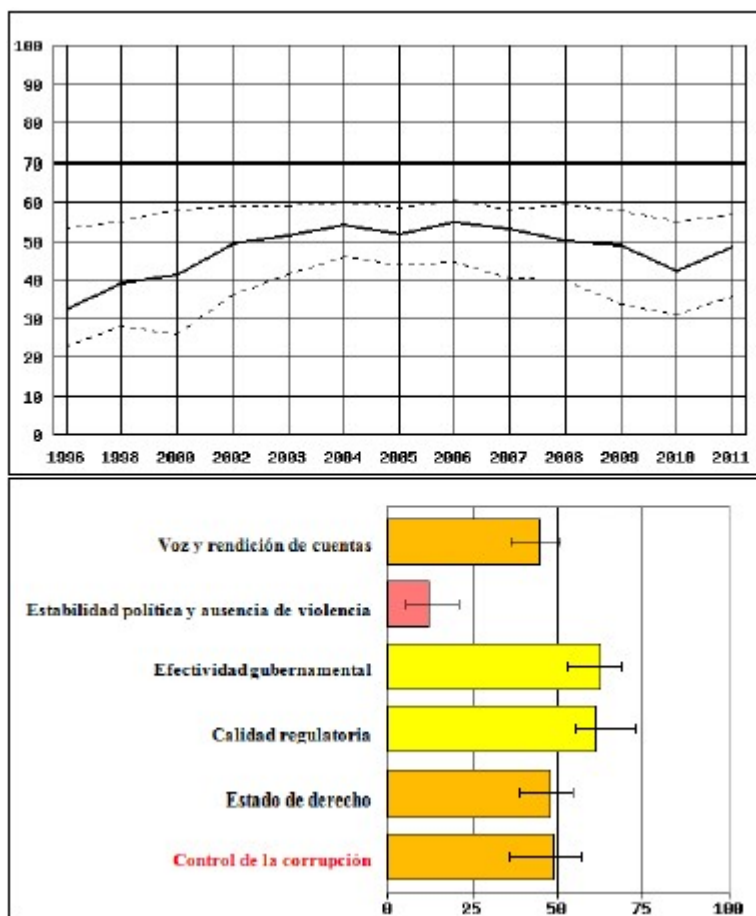 100
90
80
70
60
50
40
30
20
10
0
1996 1998 2000 2002 2003 2004 2005 2006 2007 2008 2009 2010 2011
Voz y rendición de cuentas
Estabilidad política y ausencia de violencia
Efectividad gubernamental
Calidad regulatoria
Estado de derecho
Control de la corrupción
0 25 50 75 100